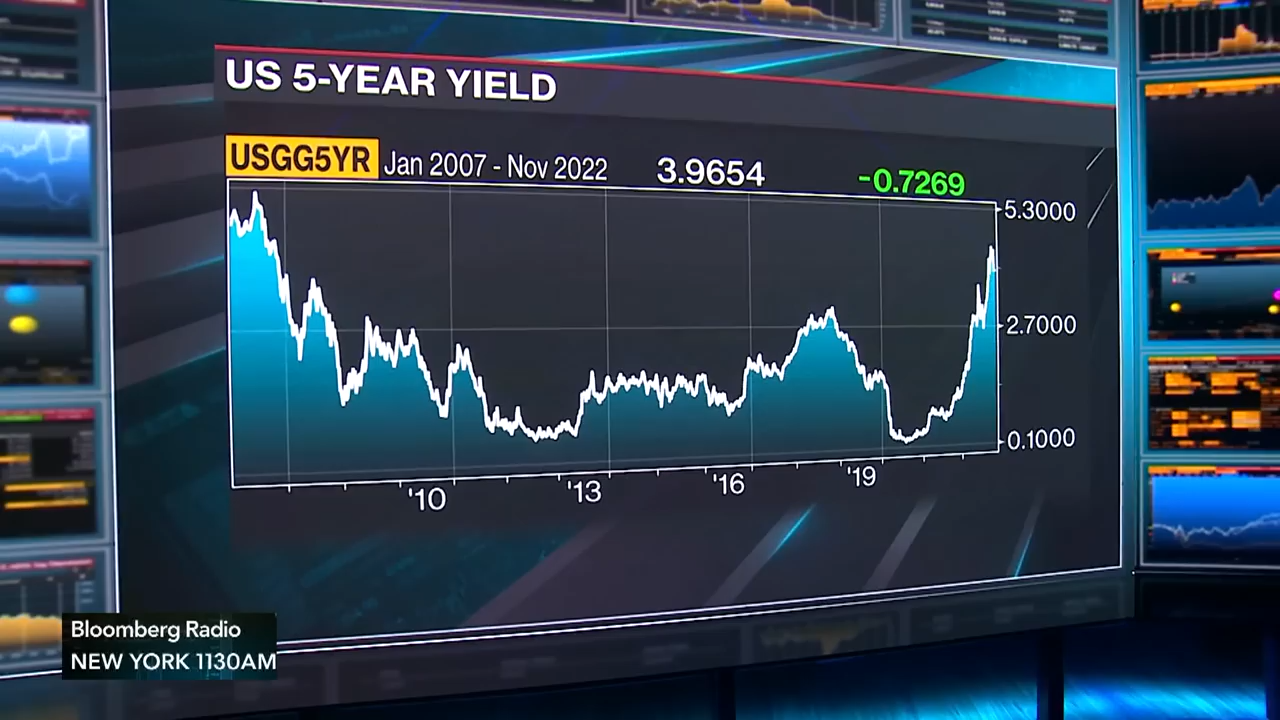 US 5-YEAR YIELD
USGG5YR Jan 2007 - Nov 2022 3.9654 -0.7269
5.3000
2.7000
0.1000
'10 '13 '16 '19
Bloomberg Radio
NEW YORK 1130AM